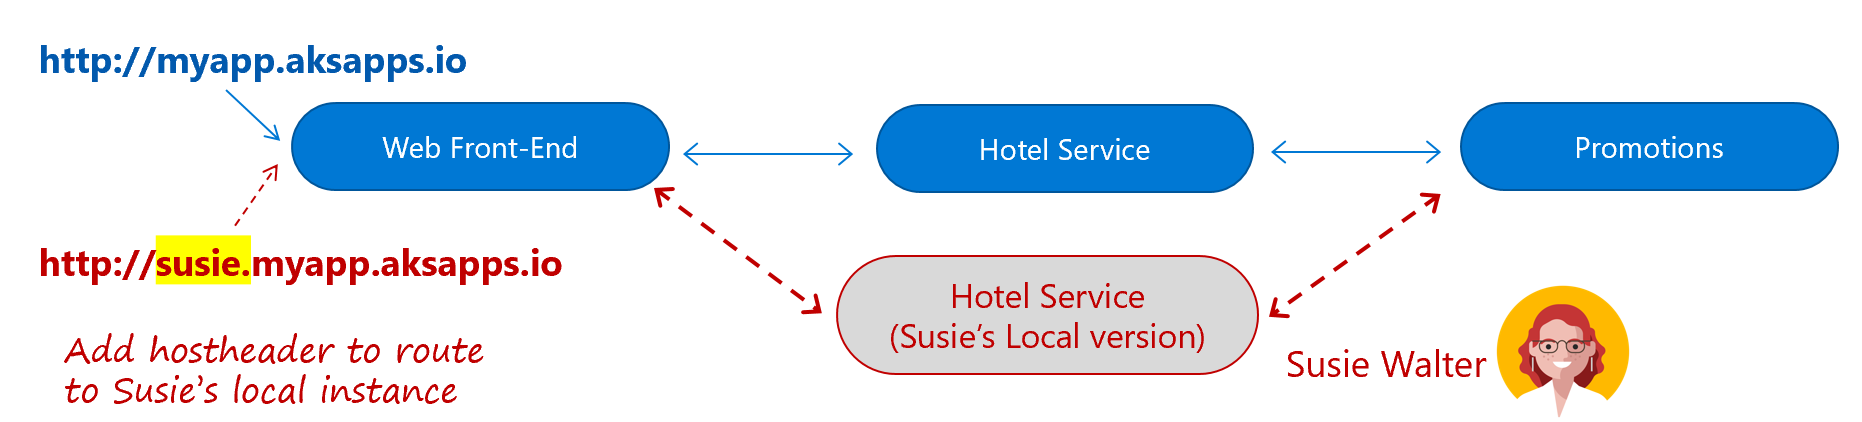 http://myapp.aksapps.io
Web Front-End
Hotel Service
Promotions
http://susie.myapp.aksapps.io
Hotel Service
(Susie’s Local version)
Add hostheader to route
to Susie’s local instance
Susie Walter